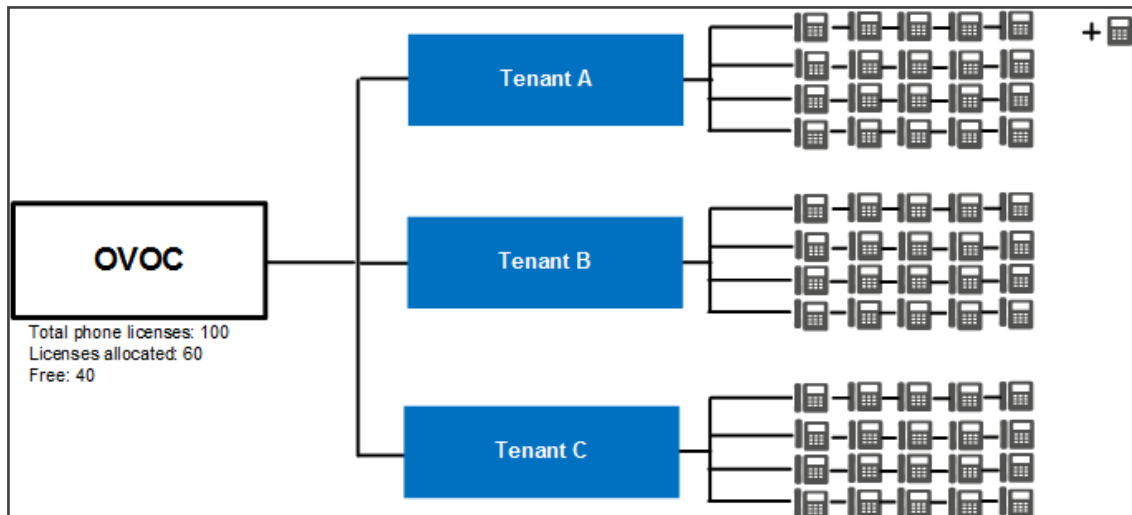 Tenant A
+
Tenant B
OVOC
Total phone licenses: 100
Licenses allocated: 60
Free: 40
Tenant C